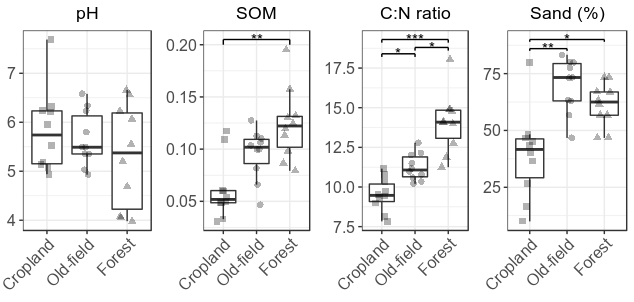 pH SOM C:N ratio Sand (%)
** *** * * * **
7 6 5 4
0.20 0.15 0.10 0.05
17.5 15.0 12.5 10.0 7.5
75 50 25
Cropland Old-field Forest Cropland Old-field Forest Cropland Old-field Forest Cropland Old-field Forest